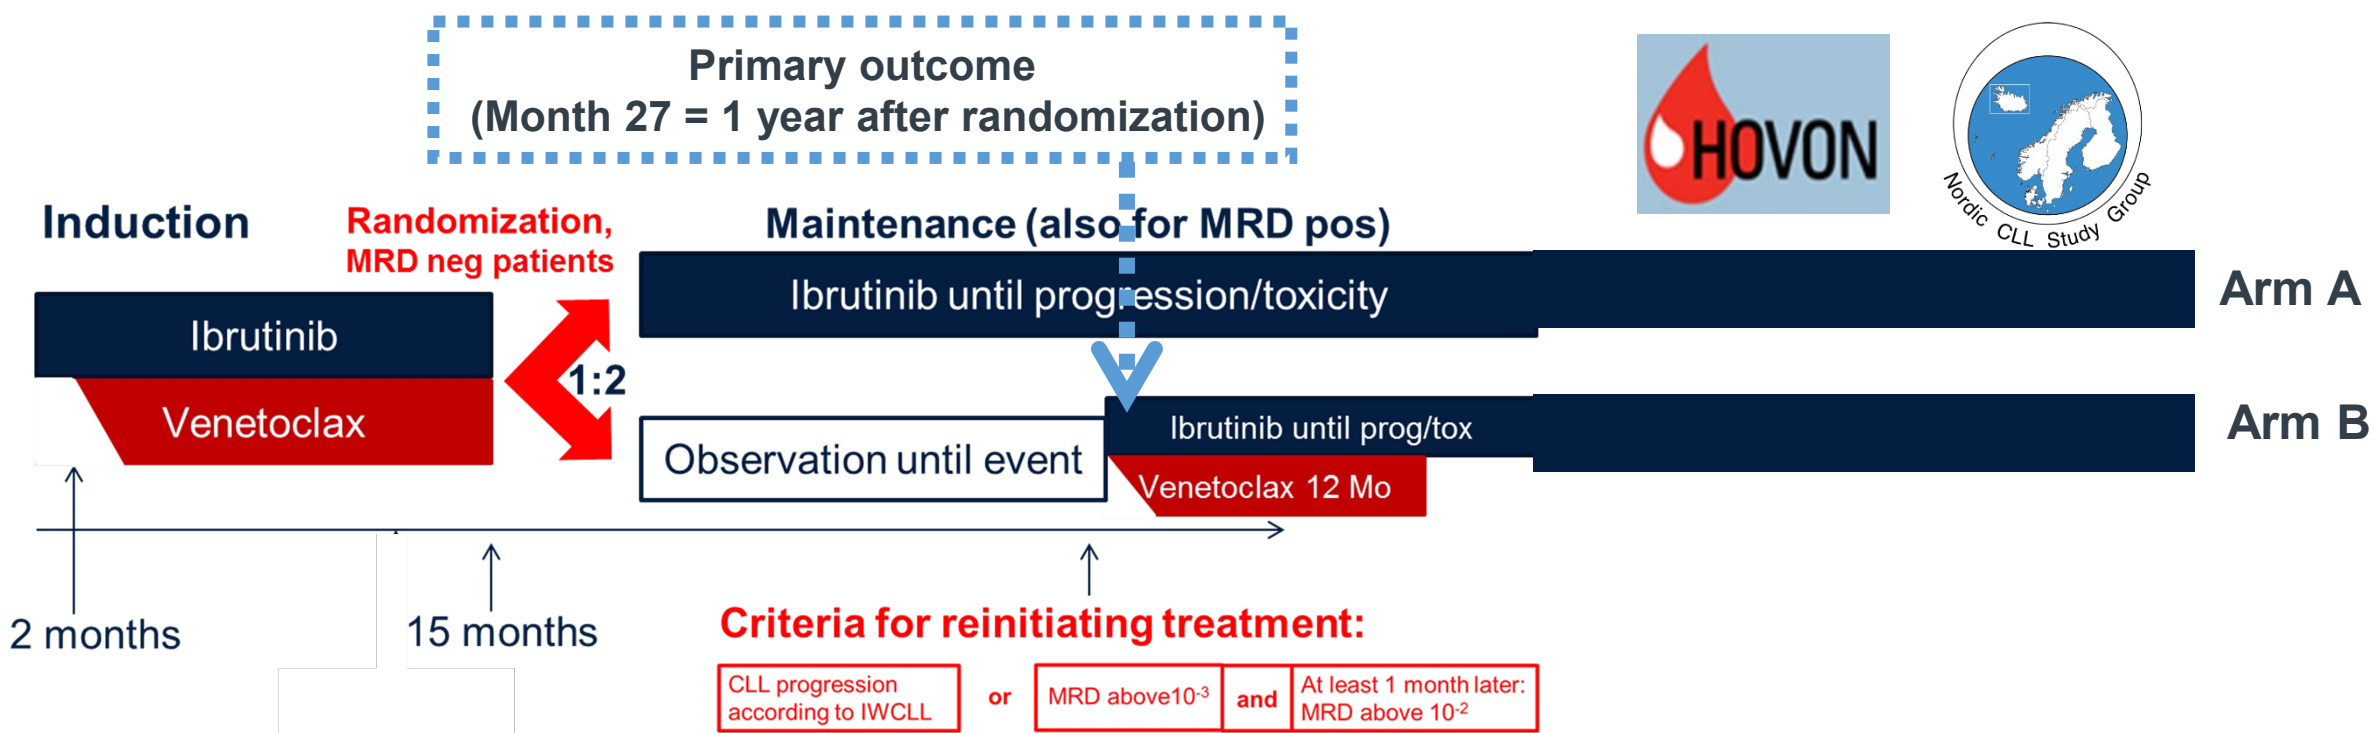 Primary outcome
(Month 27 = 1 year after randomization)
HOVON
Nordic CLL Study Group
Induction
Randomization,
MRD neg patients
Maintenance (also for MRD pos)
Ibrutinib until progression/toxicity
Arm A
Ibrutinib
1:2
Venetoclax
Ibrutinib until prog/tox
Arm B
Observation until event
Venetoclax 12 Mo
2 months
15 months
Criteria for reinitiating treatment:
CLL progression
according to IWCLL
or
MRD above10⁻³
and
At least 1 month later:
MRD above 10⁻²